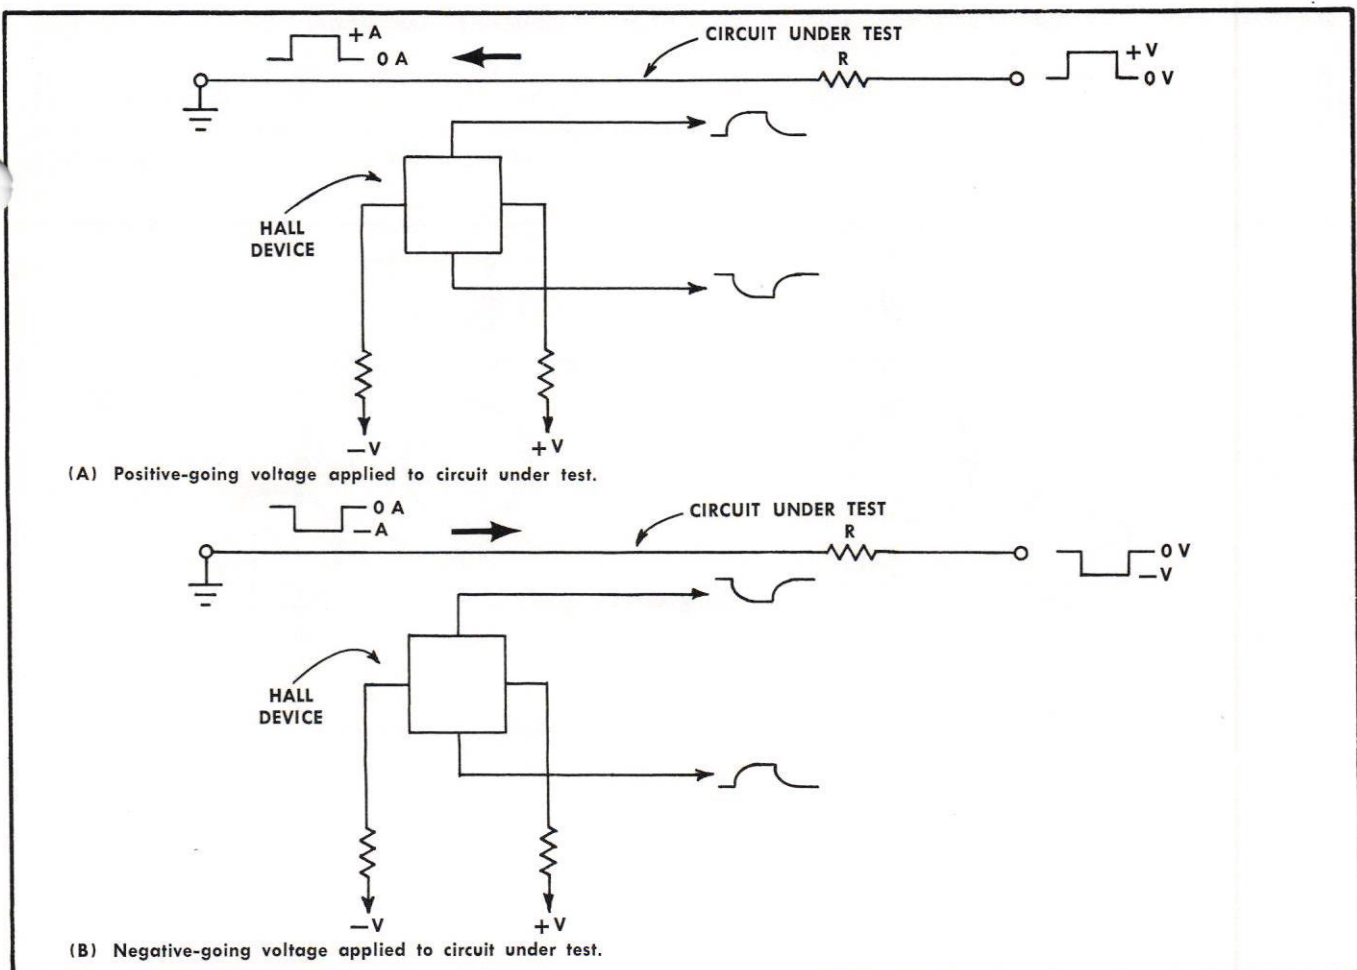 + A
0 A
CIRCUIT UNDER TEST
R
+ V
0 V
HALL
DEVICE
— V
+ V
(A) Positive-going voltage applied to circuit under test.
0 A
— A
CIRCUIT UNDER TEST
R
0 V
— V
HALL
DEVICE
— V
+ V
(B) Negative-going voltage applied to circuit under test.